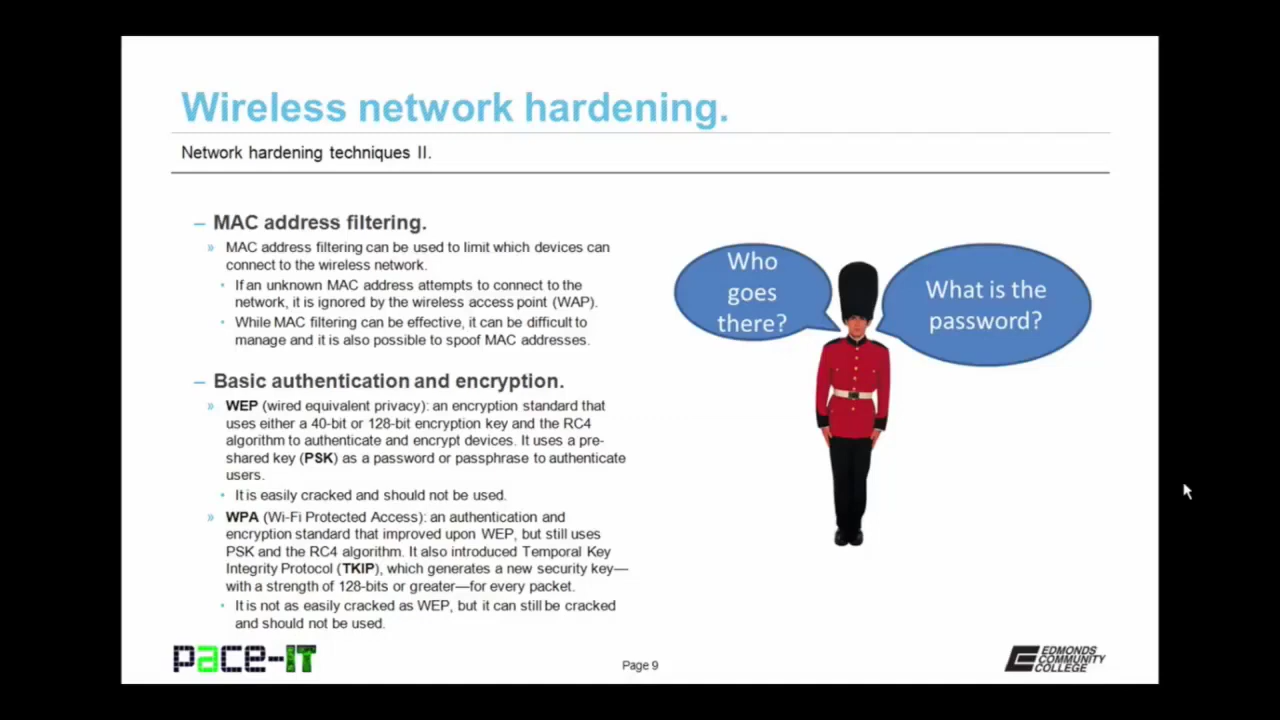 Wireless network hardening.
Network hardening techniques II.
– MAC address filtering.
» MAC address filtering can be used to limit which devices can
connect to the wireless network.
• If an unknown MAC address attempts to connect to the
network, it is ignored by the wireless access point (WAP).
• While MAC filtering can be effective, it can be difficult to
manage and it is also possible to spoof MAC addresses.
– Basic authentication and encryption.
» WEP (wired equivalent privacy): an encryption standard that
uses either a 40-bit or 128-bit encryption key and the RC4
algorithm to authenticate and encrypt devices. It uses a pre-
shared key (PSK) as a password or passphrase to authenticate
users.
• It is easily cracked and should not be used.
» WPA (Wi-Fi Protected Access): an authentication and
encryption standard that improved upon WEP, but still uses
PSK and the RC4 algorithm. It also introduced Temporal Key
Integrity Protocol (TKIP), which generates a new security key—
with a strength of 128-bits or greater—for every packet.
• It is not as easily cracked as WEP, but it can still be cracked
and should not be used.
Who
goes
there?
What is the
password?
pace-IT
Page 9
EDMONDS
COMMUNITY
COLLEGE